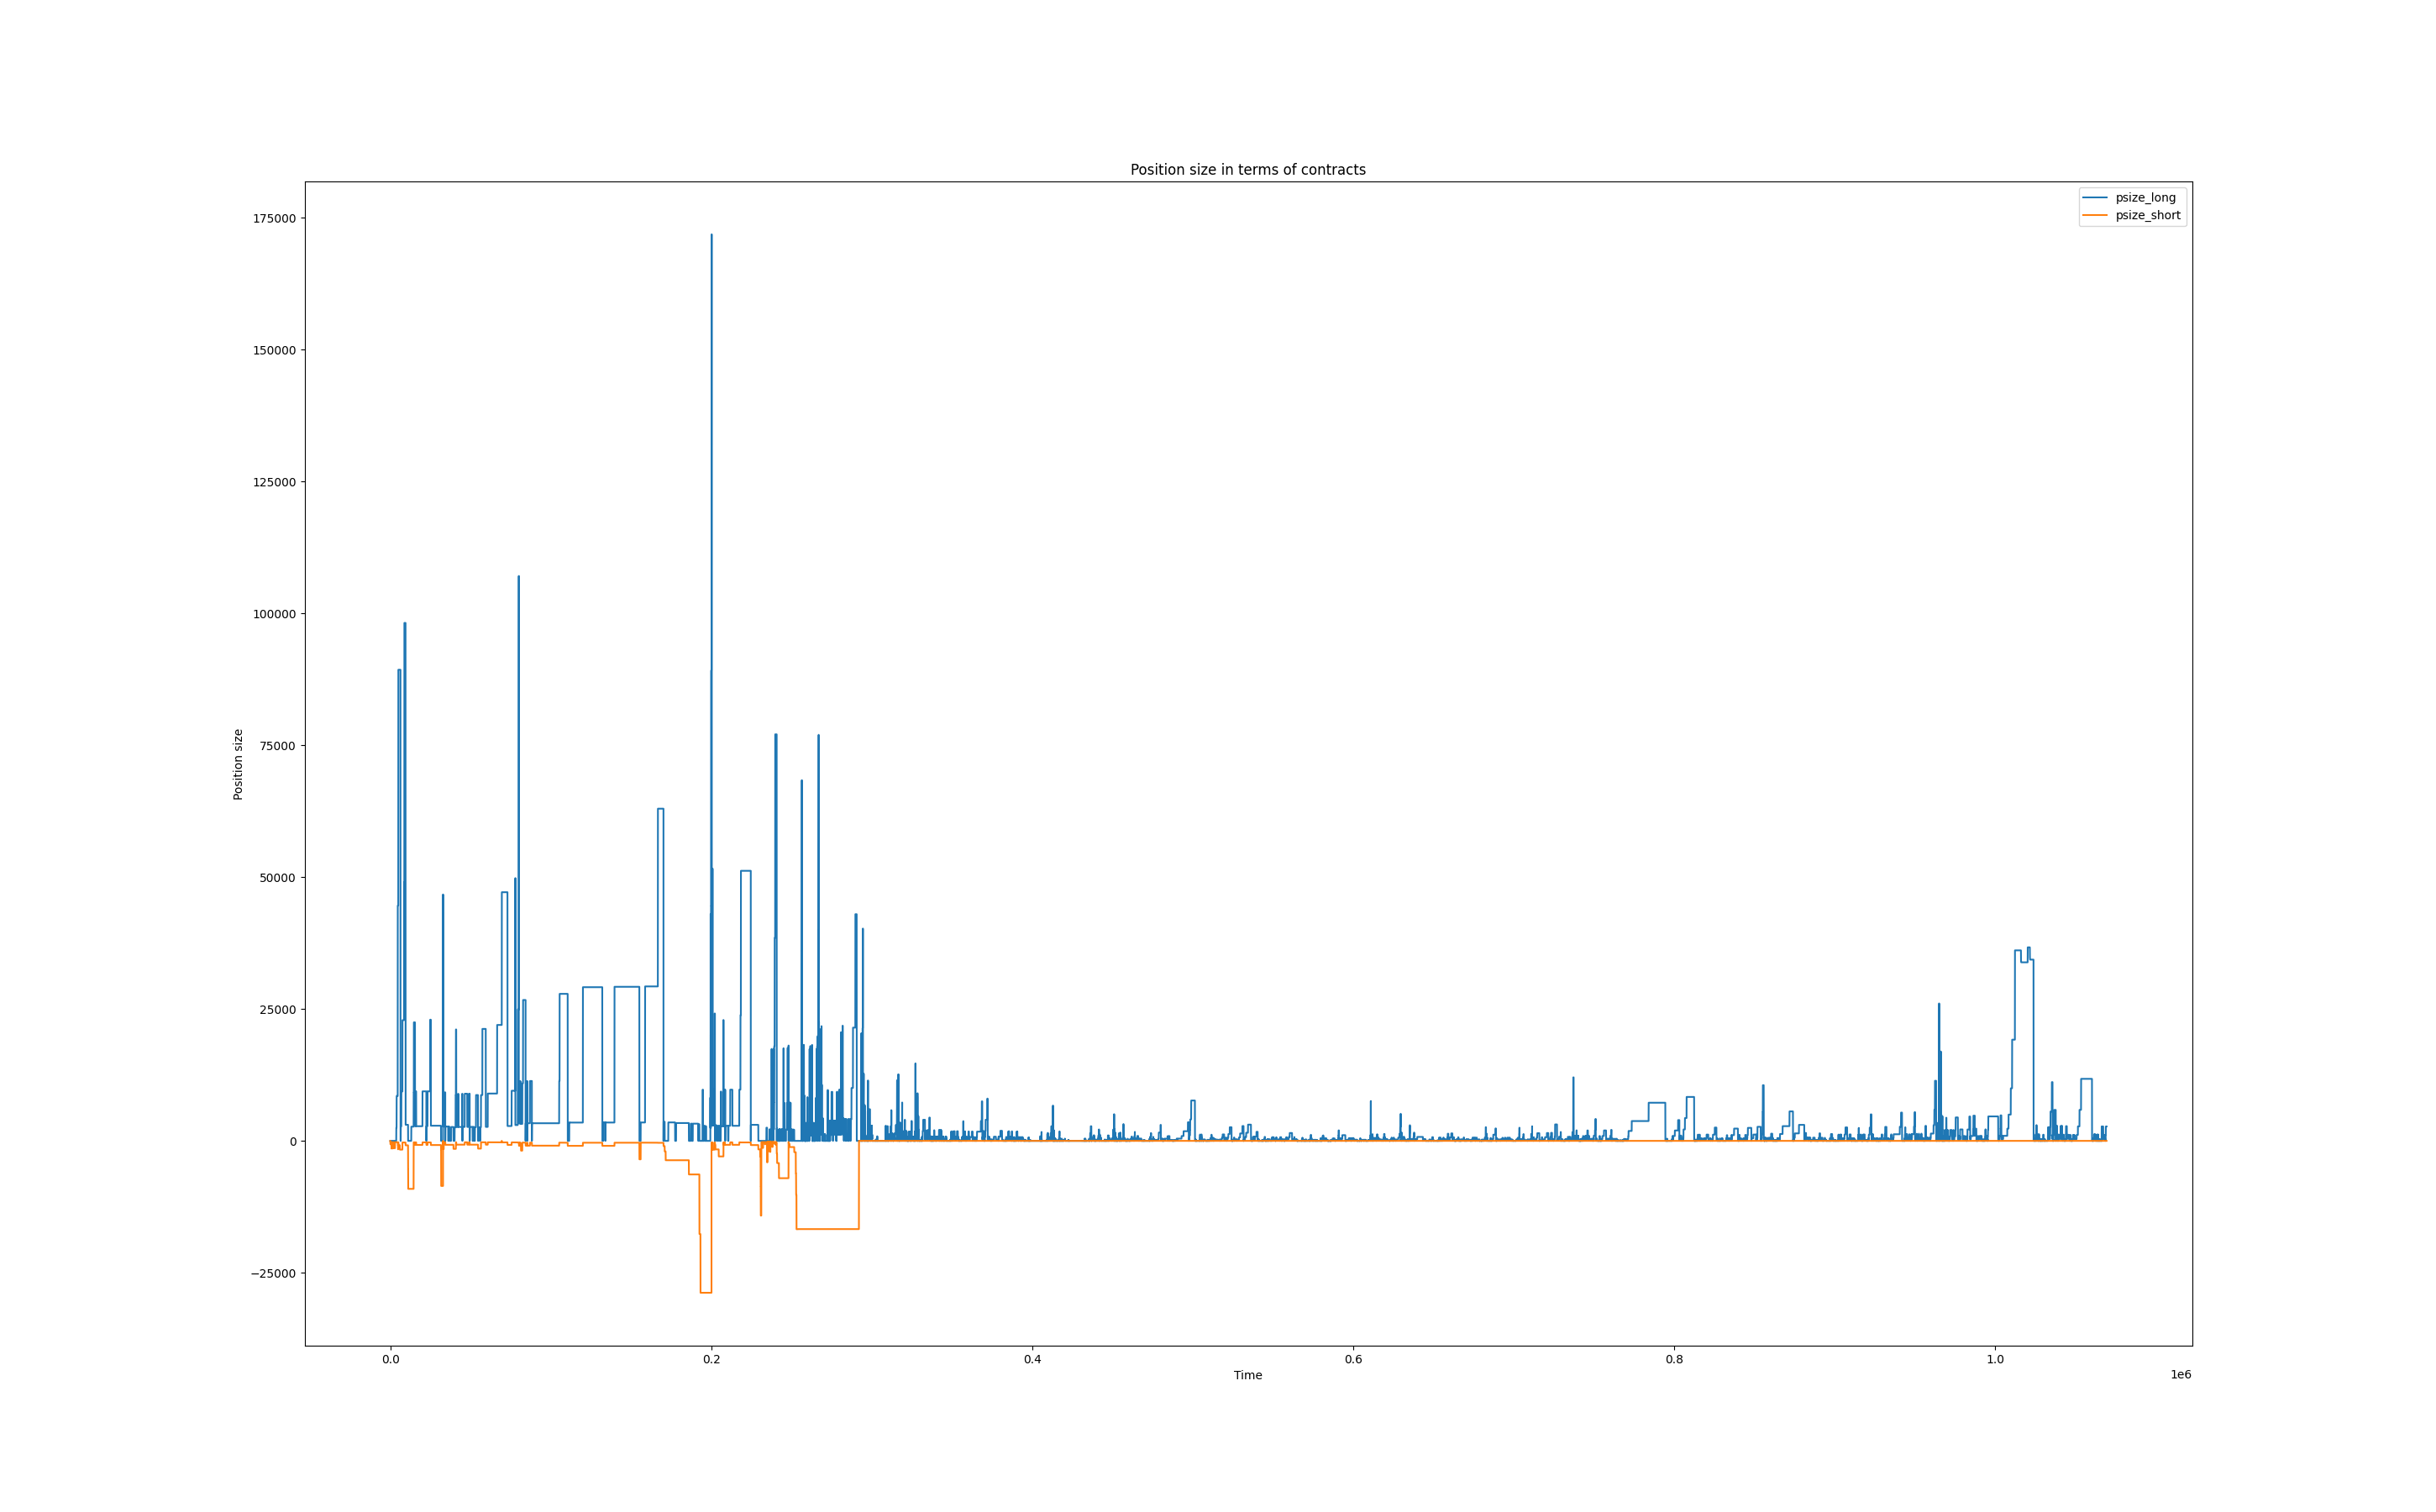 Position size in terms of contracts
psize_long
psize_short
175000
150000
125000
100000
75000
50000
25000
0
−25000
Position size
0.0
0.2
0.4
0.6
0.8
1.0
1e6
Time